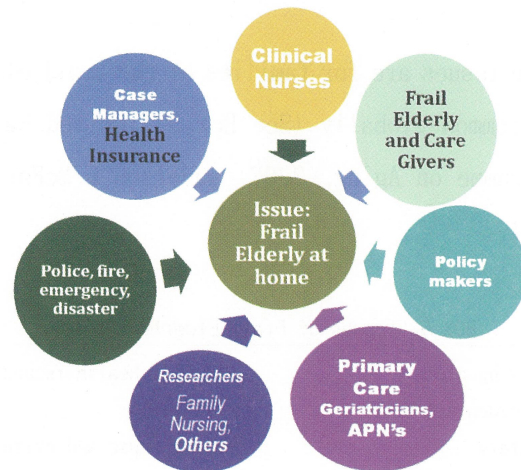 Clinical
Nurses
Case
Managers,
Health
Insurance
Frail
Elderly
and Care
Givers
Issue:
Frail
Elderly at
home
Police, fire,
emergency,
disaster
Policy
makers
Researchers
Family
Nursing,
Others
Primary
Care
Geriatricians,
APN's